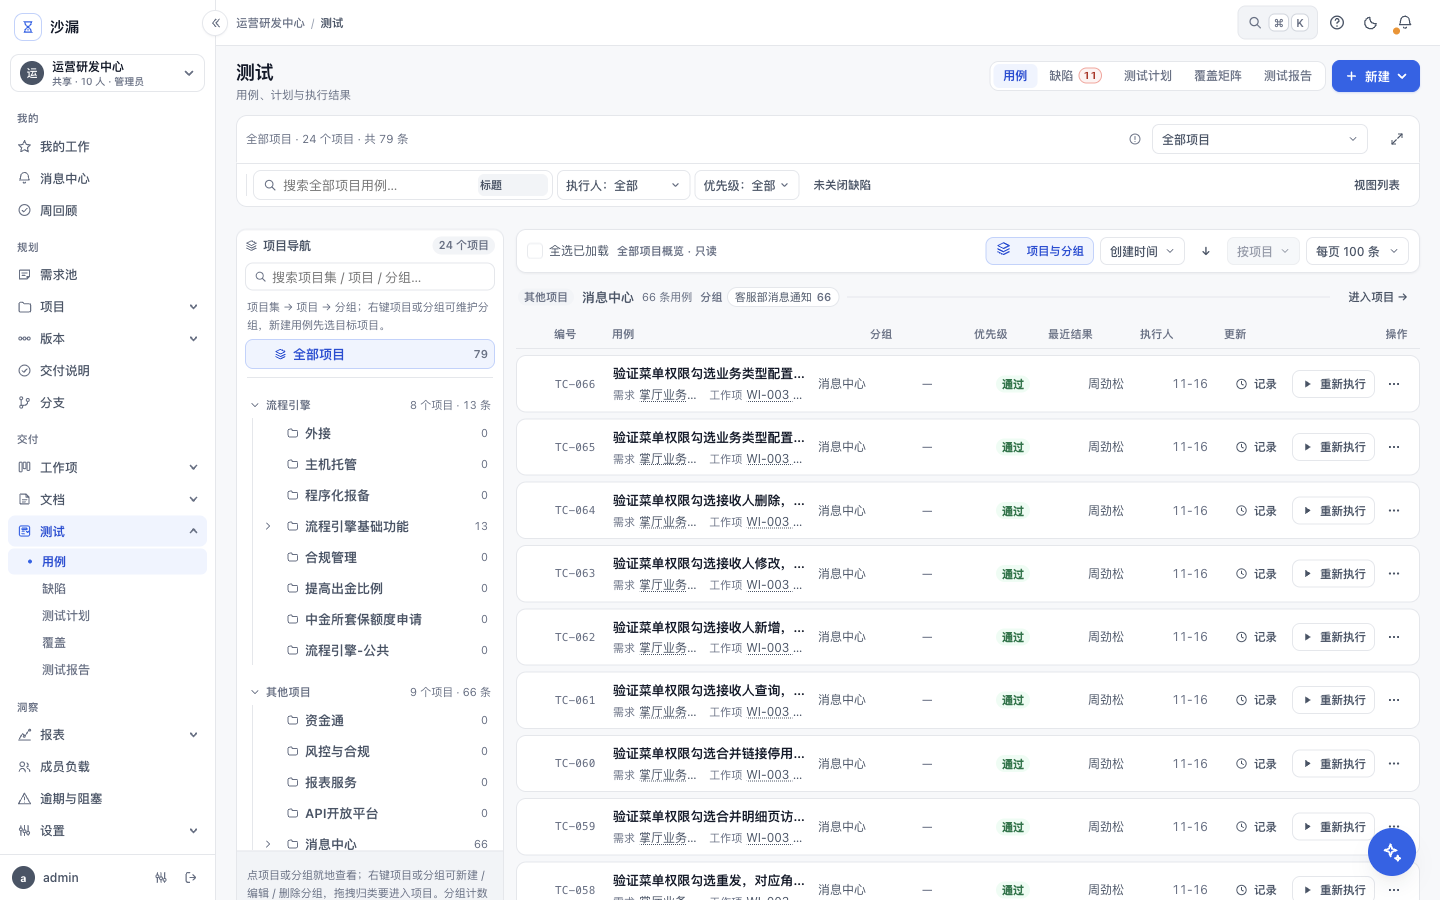 沙漏
运
运营研发中心
共享 · 10 人 · 管理员
我的
我的工作
消息中心
周回顾
规划
需求池
项目
版本
交付说明
分支
交付
工作项
文档
测试
用例
缺陷
测试计划
覆盖
测试报告
洞察
报表
成员负载
逾期与阻塞
设置
a admin
运营研发中心 / 测试
⌘ K
测试
用例、计划与执行结果
用例 缺陷 11 测试计划 覆盖矩阵 测试报告
新建
全部项目 · 24 个项目 · 共 79 条
全部项目
搜索全部项目用例... 标题 执行人： 全部 优先级： 全部 未关闭缺陷 视图列表
项目导航 24 个项目
搜索项目集 / 项目 / 分组...
项目集 → 项目 → 分组；右键项目或分组可维护分
组，新建用例先选目标项目。
全部项目 79
流程引擎 8 个项目 · 13 条
外接 0
主机托管 0
程序化报备 0
流程引擎基础功能 13
合规管理 0
提高出金比例 0
中金所套保额度申请 0
流程引擎-公共 0
其他项目 9 个项目 · 66 条
资金通 0
风控与合规 0
报表服务 0
API开放平台 0
消息中心 66
点项目或分组就地查看；右键项目或分组可新建 /
编辑 / 删除分组，拖拽归类要进入项目。分组计数
全选已加载 全部项目概览 · 只读 项目与分组 创建时间 ↓ 按项目 每页 100 条
其他项目 消息中心 66 条用例 分组 客服部消息通知 66 进入项目 →
编号 用例 分组 优先级 最近结果 执行人 更新 操作
TC-066 验证菜单权限勾选业务类型配置... 消息中心 — 通过 周劲松 11-16 记录 重新执行 ...
需求 掌厅业务... 工作项 WI-003 ...
TC-065 验证菜单权限勾选业务类型配置... 消息中心 — 通过 周劲松 11-16 记录 重新执行 ...
需求 掌厅业务... 工作项 WI-003 ...
TC-064 验证菜单权限勾选接收人删除，... 消息中心 — 通过 周劲松 11-16 记录 重新执行 ...
需求 掌厅业务... 工作项 WI-003 ...
TC-063 验证菜单权限勾选接收人修改，... 消息中心 — 通过 周劲松 11-16 记录 重新执行 ...
需求 掌厅业务... 工作项 WI-003 ...
TC-062 验证菜单权限勾选接收人新增，... 消息中心 — 通过 周劲松 11-16 记录 重新执行 ...
需求 掌厅业务... 工作项 WI-003 ...
TC-061 验证菜单权限勾选接收人查询，... 消息中心 — 通过 周劲松 11-16 记录 重新执行 ...
需求 掌厅业务... 工作项 WI-003 ...
TC-060 验证菜单权限勾选合并链接停用... 消息中心 — 通过 周劲松 11-16 记录 重新执行 ...
需求 掌厅业务... 工作项 WI-003 ...
TC-059 验证菜单权限勾选合并明细页访... 消息中心 — 通过 周劲松 11-16 记录 重新执行 ...
需求 掌厅业务... 工作项 WI-003 ...
TC-058 验证菜单权限勾选重发，对应角... 消息中心 — 通过 周劲松 11-16 记录 重新执行 ...